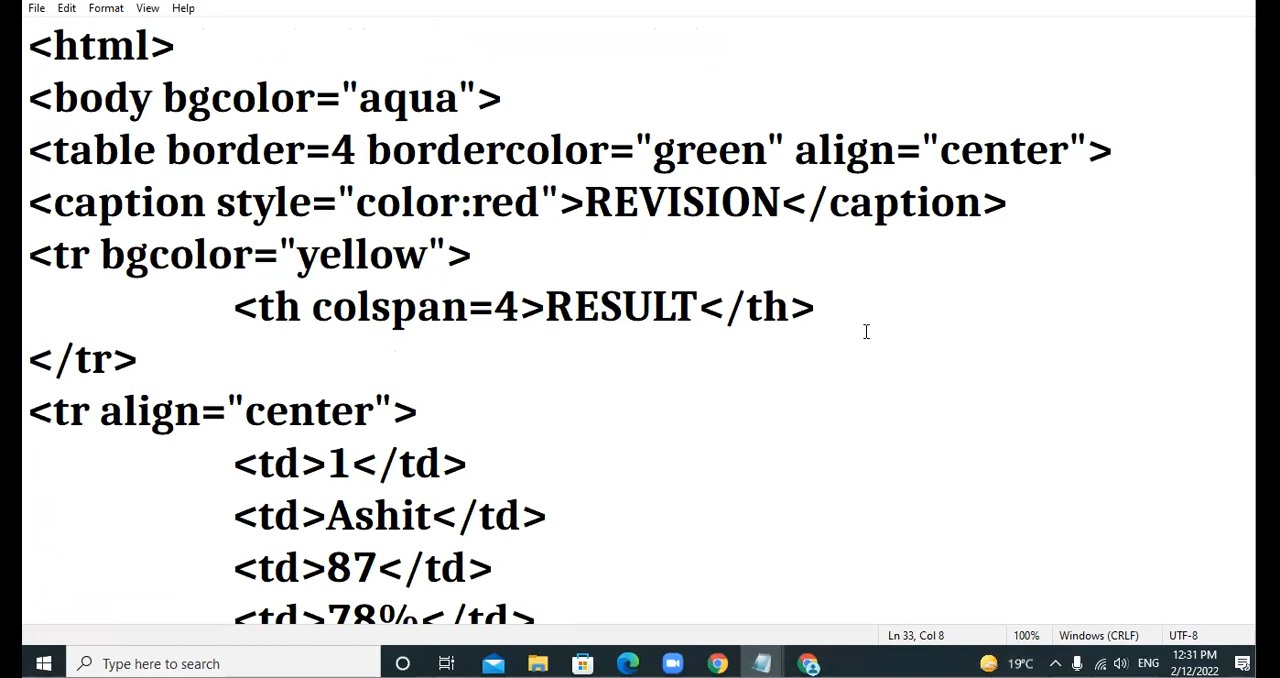 File Edit Format View Help
<html>
<body bgcolor="aqua">
<table border=4 bordercolor="green" align="center">
<caption style="color:red">REVISION</caption>
<tr bgcolor="yellow">
<th colspan=4>RESULT</th>
</tr>
<tr align="center">
<td>1</td>
<td>Ashit</td>
<td>87</td>
<td>78%</td>
Ln 33, Col 8 100% Windows (CRLF) UTF-8
Type here to search 19°C ENG 12:31 PM
2/12/2022